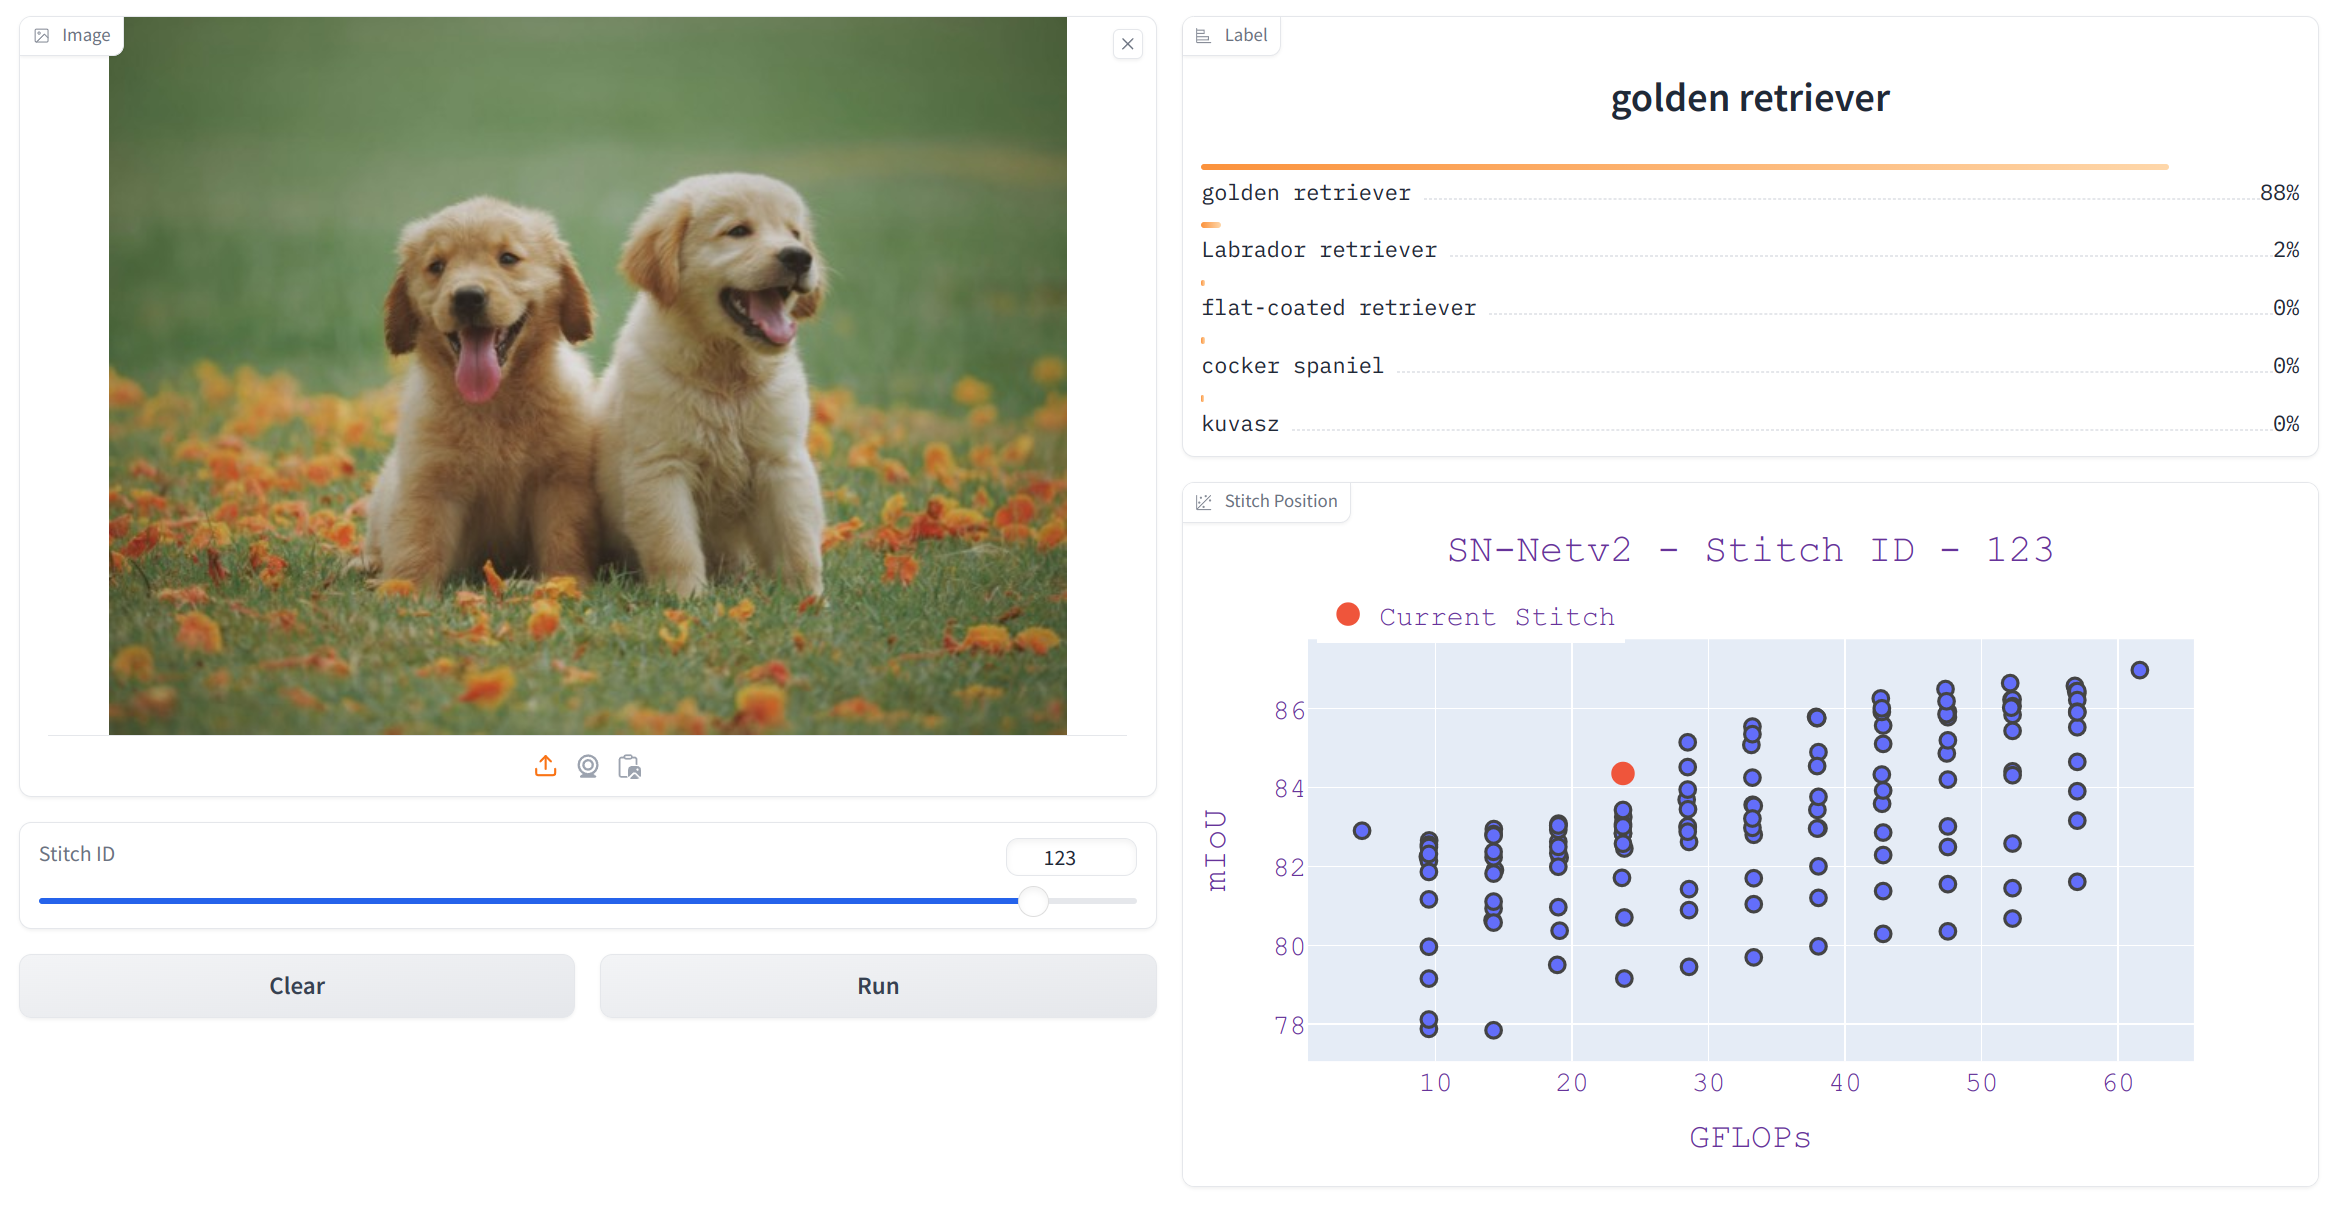 Image
Stitch ID
123
Clear
Run
Label
golden retriever
golden retriever 88%
Labrador retriever 2%
flat-coated retriever 0%
cocker spaniel 0%
kuvasz 0%
Stitch Position
SN-Netv2 - Stitch ID - 123
Current Stitch
86
84
82
80
78
mIoU
10 20 30 40 50 60
GFLOPs